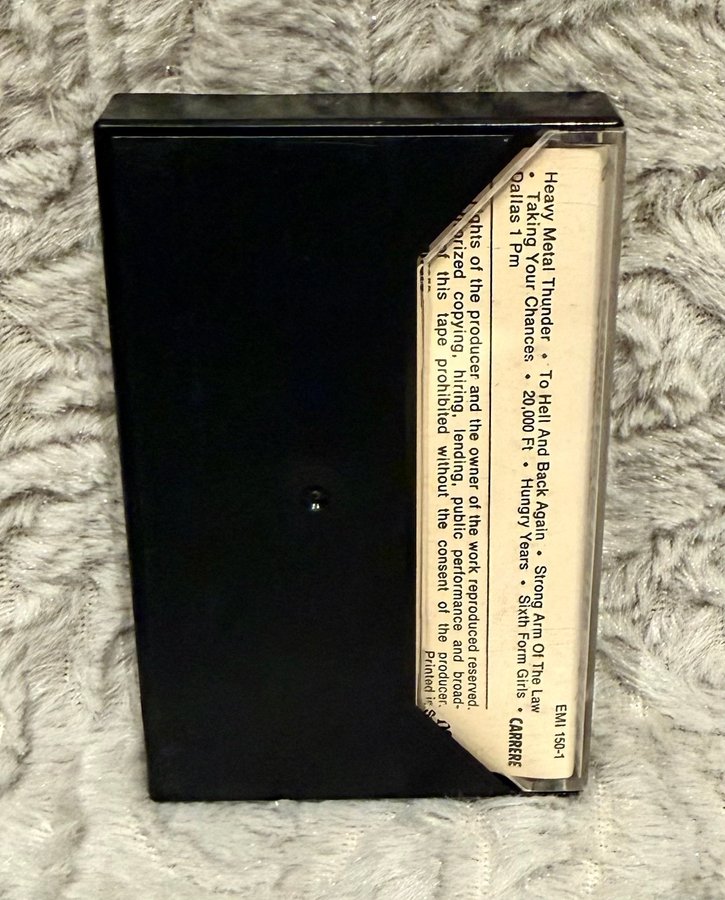 EMI 150-1
Heavy Metal Thunder • To Hell And Back Again • Strong Arm Of The Law
• Taking Your Chances • 20,000 Ft • Hungry Years • Sixth Form Girls •
Dallas 1 Pm
CARRERE
of the producer and the owner of the work reproduced reserved.
copying, hiring, lending, public performance and broad-
of this tape prohibited without the consent of the producer.
Printed